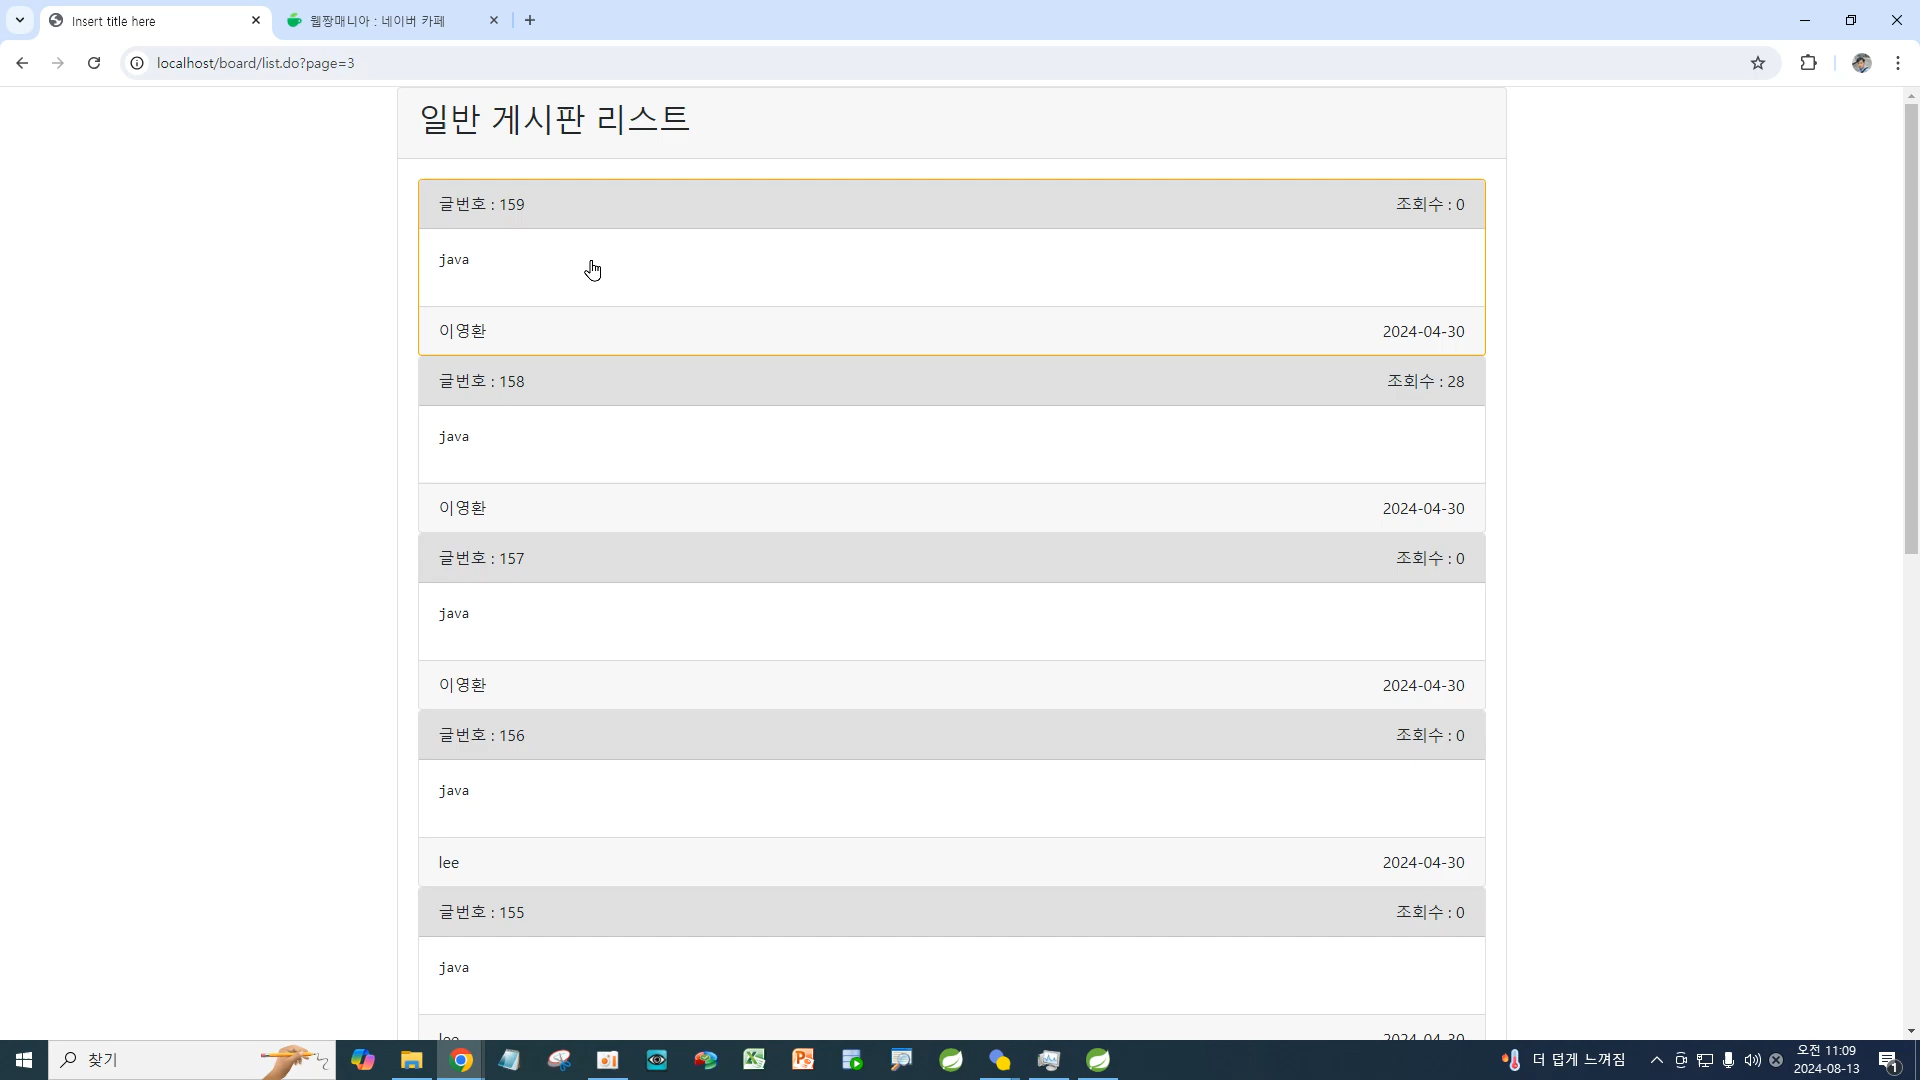 Insert title here
웹짱매니아 : 네이버 카페
localhost/board/list.do?page=3
일반 게시판 리스트
글번호 : 159 조회수 : 0
java
이영환 2024-04-30
글번호 : 158 조회수 : 28
java
이영환 2024-04-30
글번호 : 157 조회수 : 0
java
이영환 2024-04-30
글번호 : 156 조회수 : 0
java
lee 2024-04-30
글번호 : 155 조회수 : 0
java
lee 2024-04-30
찾기
더 덥게 느껴짐
오전 11:09
2024-08-13
1